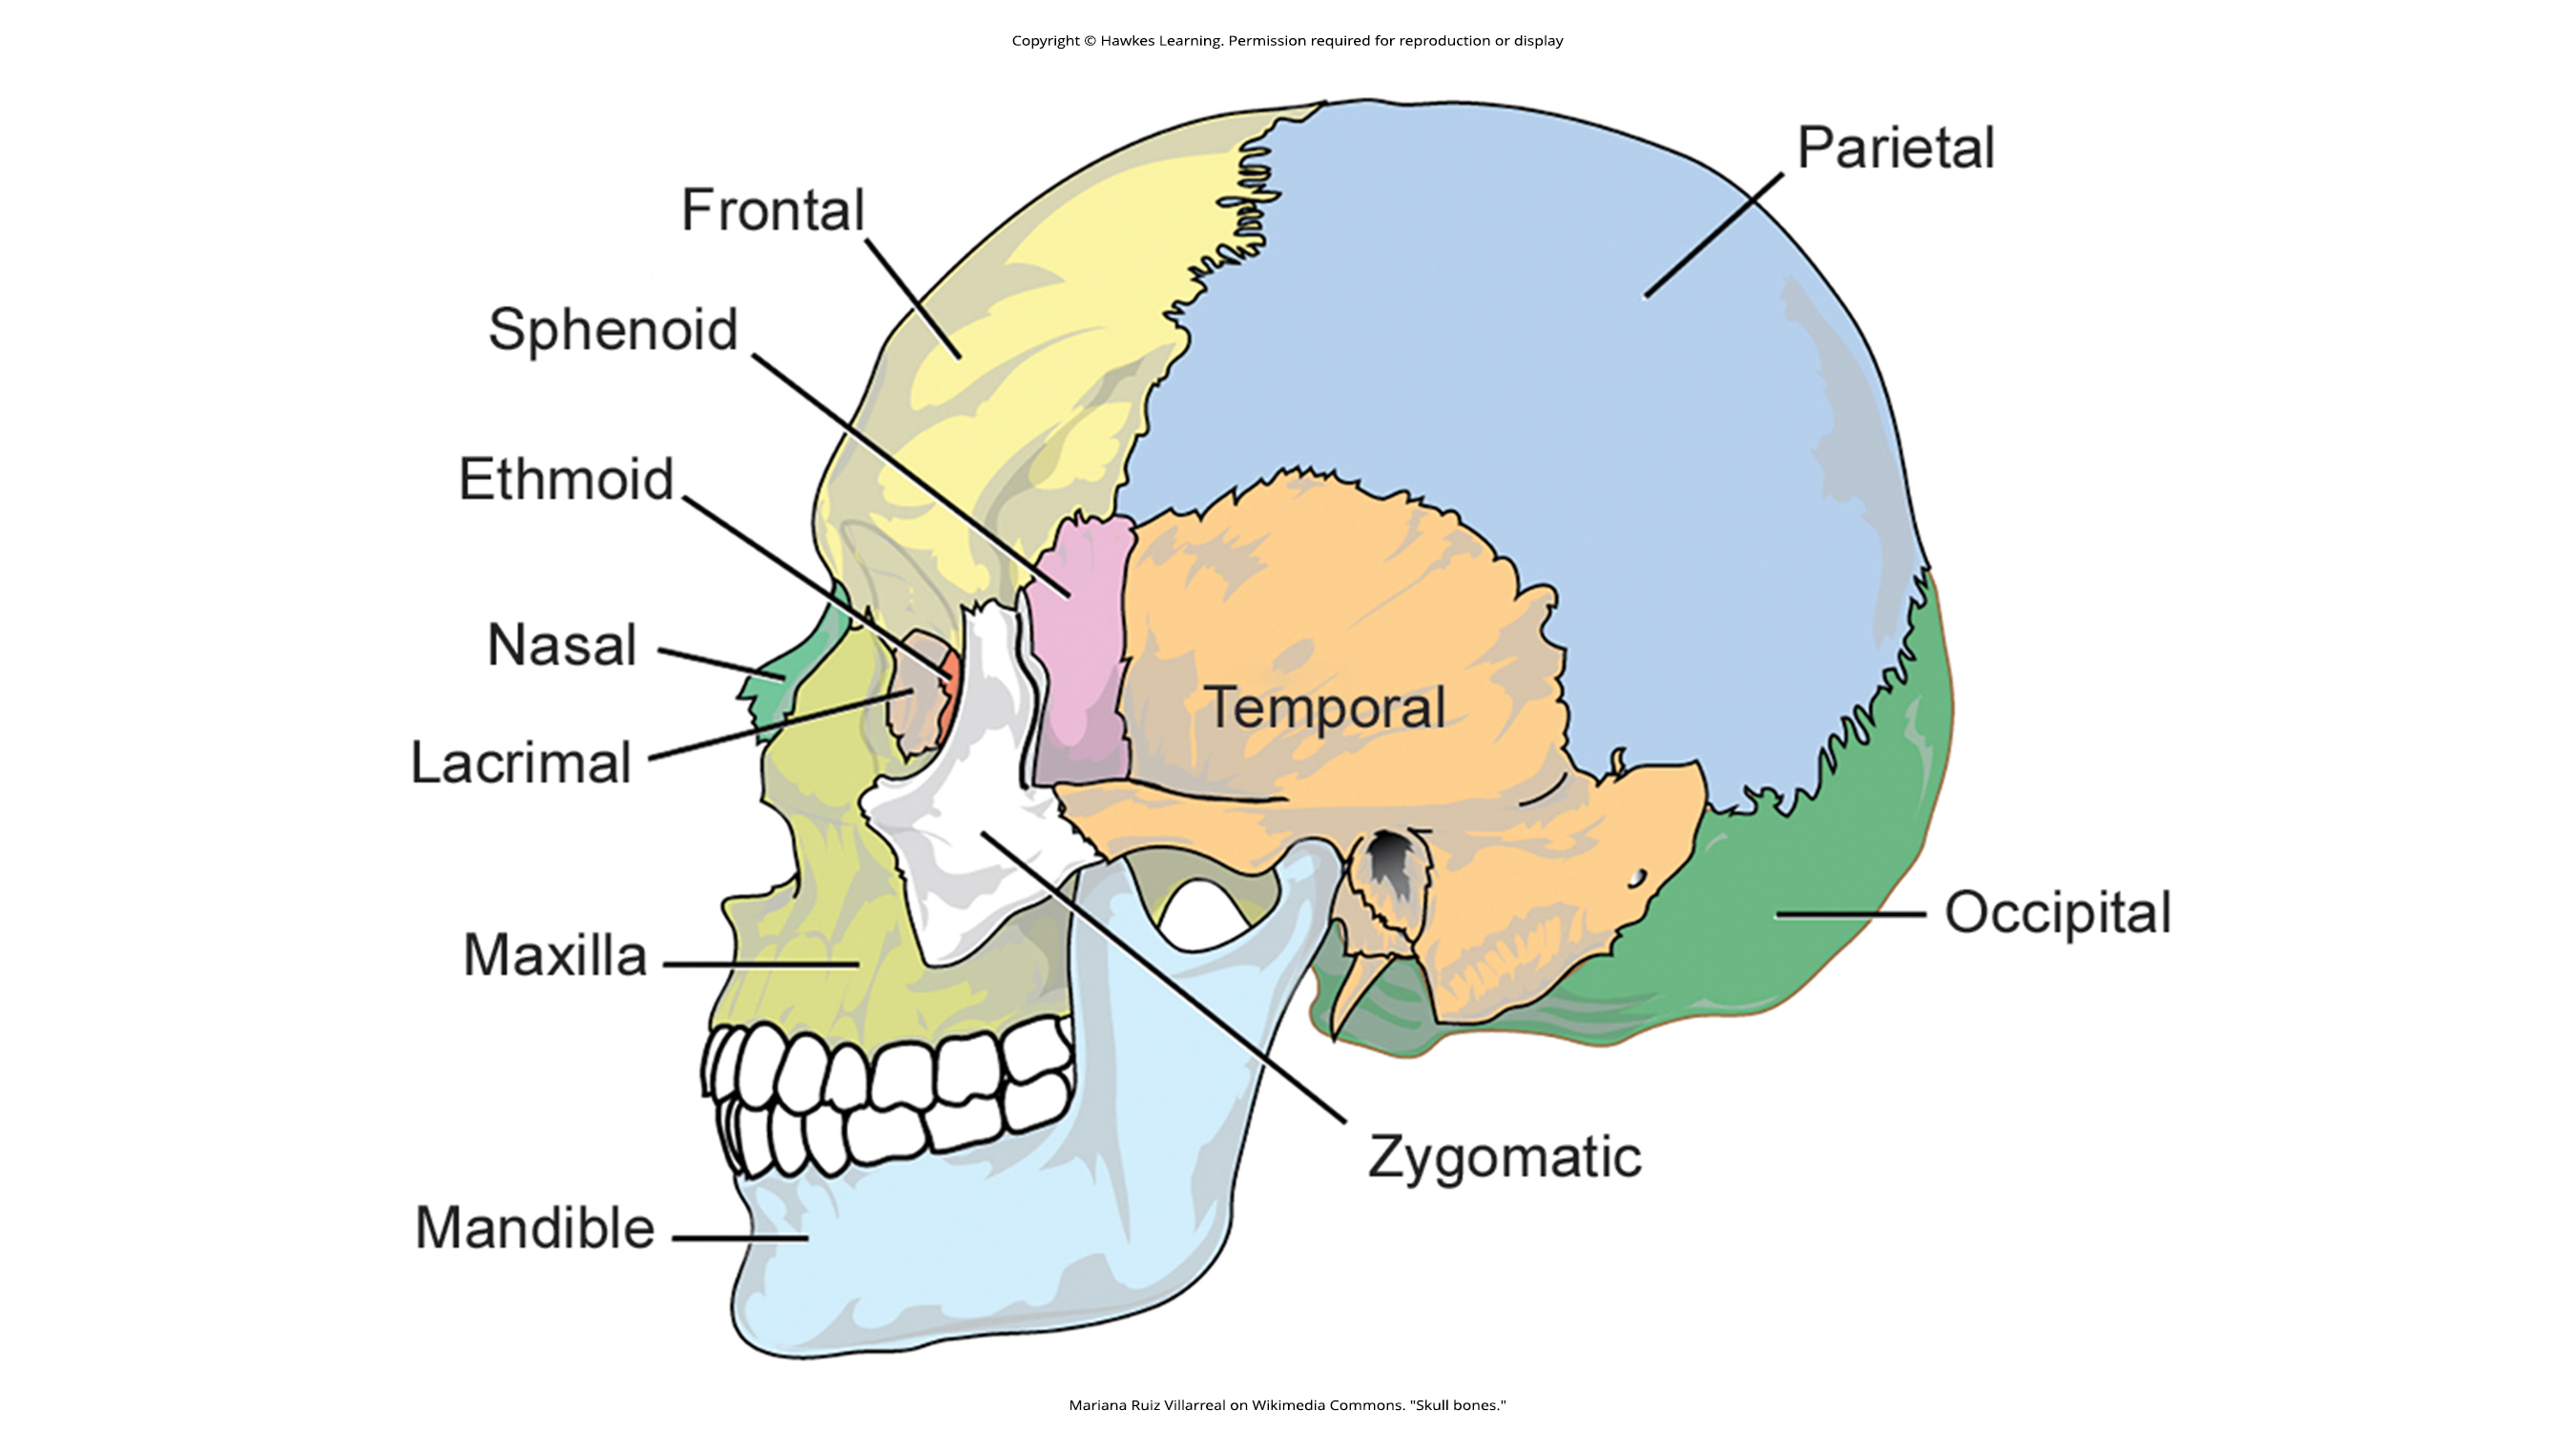 Copyright © Hawkes Learning. Permission required for reproduction or display
Parietal
Frontal
Sphenoid
Ethmoid
Nasal
Temporal
Lacrimal
Occipital
Maxilla
Zygomatic
Mandible
Mariana Ruiz Villarreal on Wikimedia Commons. "Skull bones."